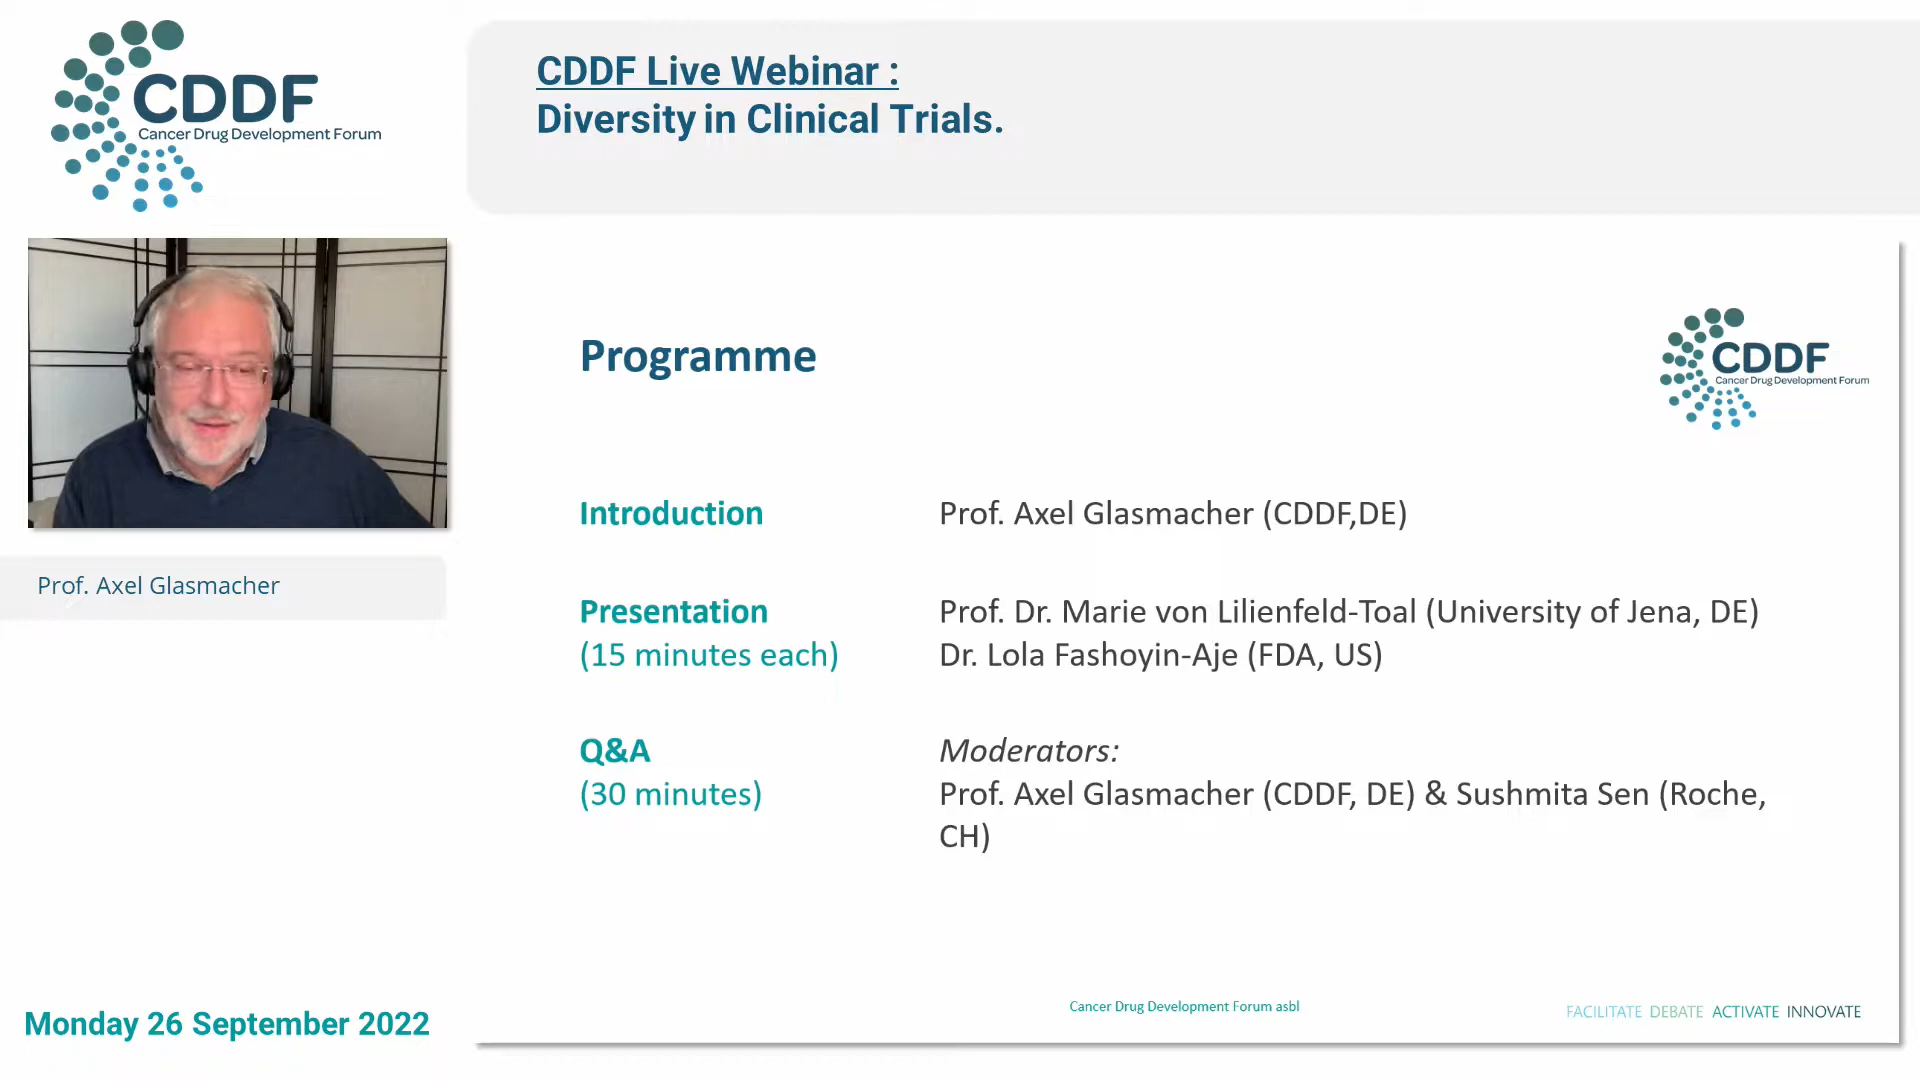 CDDF
Cancer Drug Development Forum
CDDF Live Webinar :
Diversity in Clinical Trials.
Prof. Axel Glasmacher
Programme
CDDF
Cancer Drug Development Forum
Introduction Prof. Axel Glasmacher (CDDF,DE)
Presentation Prof. Dr. Marie von Lilienfeld-Toal (University of Jena, DE)
(15 minutes each) Dr. Lola Fashoyin-Aje (FDA, US)
Q&A Moderators:
(30 minutes) Prof. Axel Glasmacher (CDDF, DE) & Sushmita Sen (Roche,
CH)
Cancer Drug Development Forum asbl
FACILITATE DEBATE ACTIVATE INNOVATE
Monday 26 September 2022